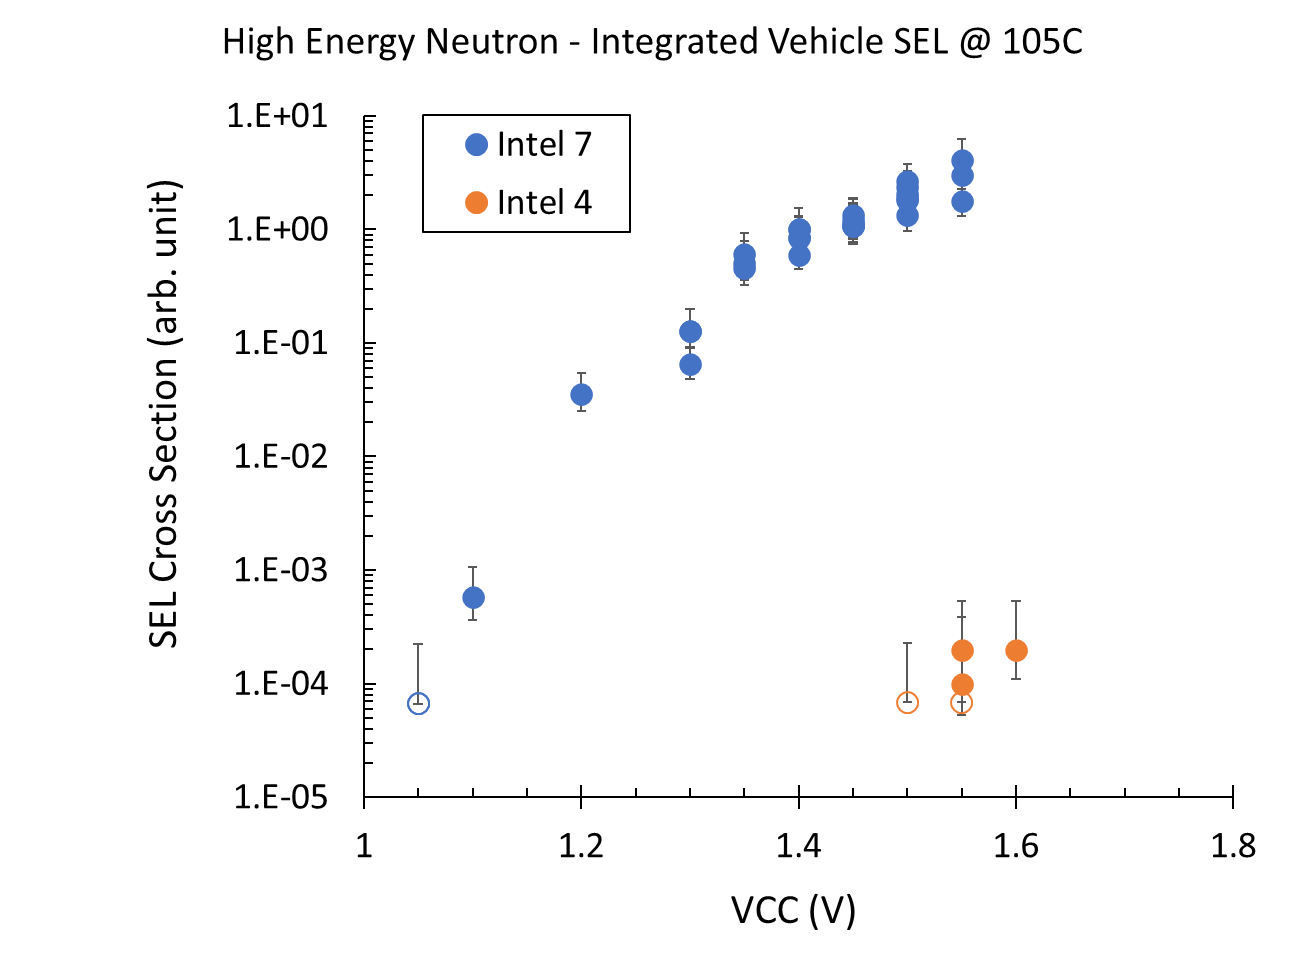 High Energy Neutron - Integrated Vehicle SEL @ 105C
1.E+01
1.E+00
1.E-01
1.E-02
1.E-03
1.E-04
1.E-05
SEL Cross Section (arb. unit)
Intel 7
Intel 4
1 1.2 1.4 1.6 1.8
VCC (V)